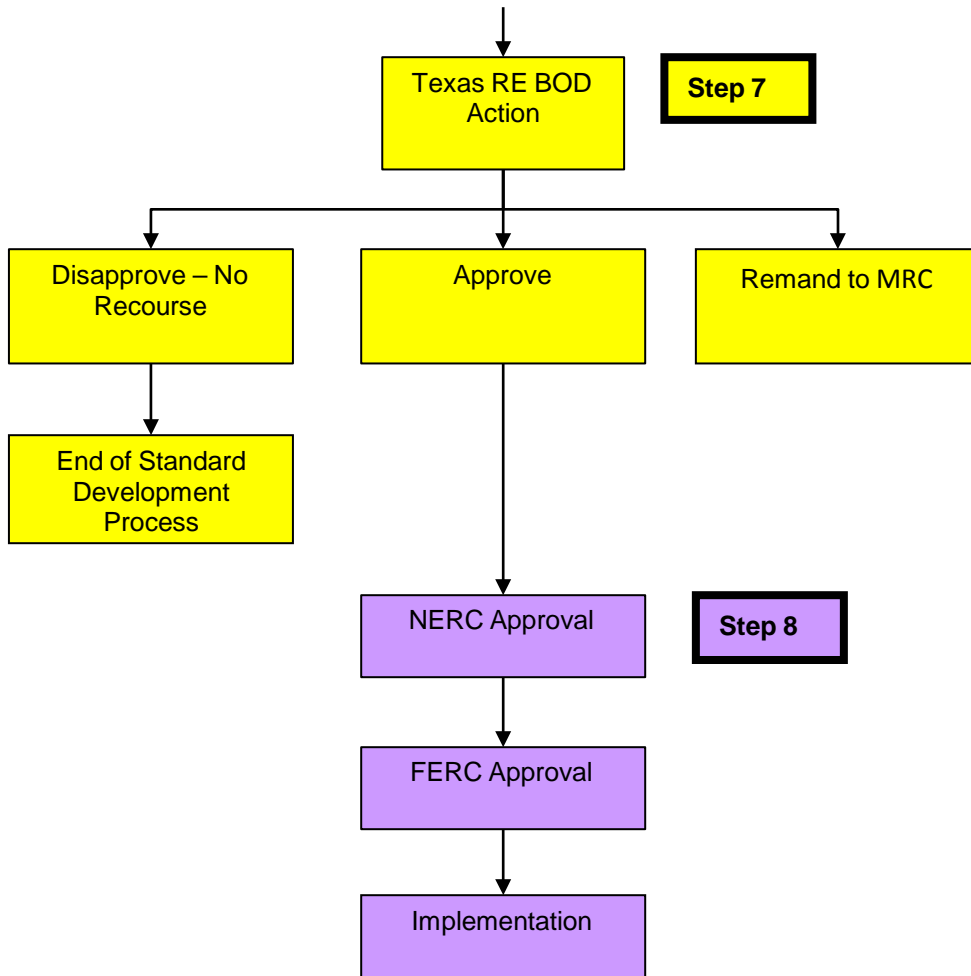 Texas RE BOD
Action
Step 7
Disapprove – No
Recourse
Approve
Remand to MRC
End of Standard
Development
Process
NERC Approval
Step 8
FERC Approval
Implementation